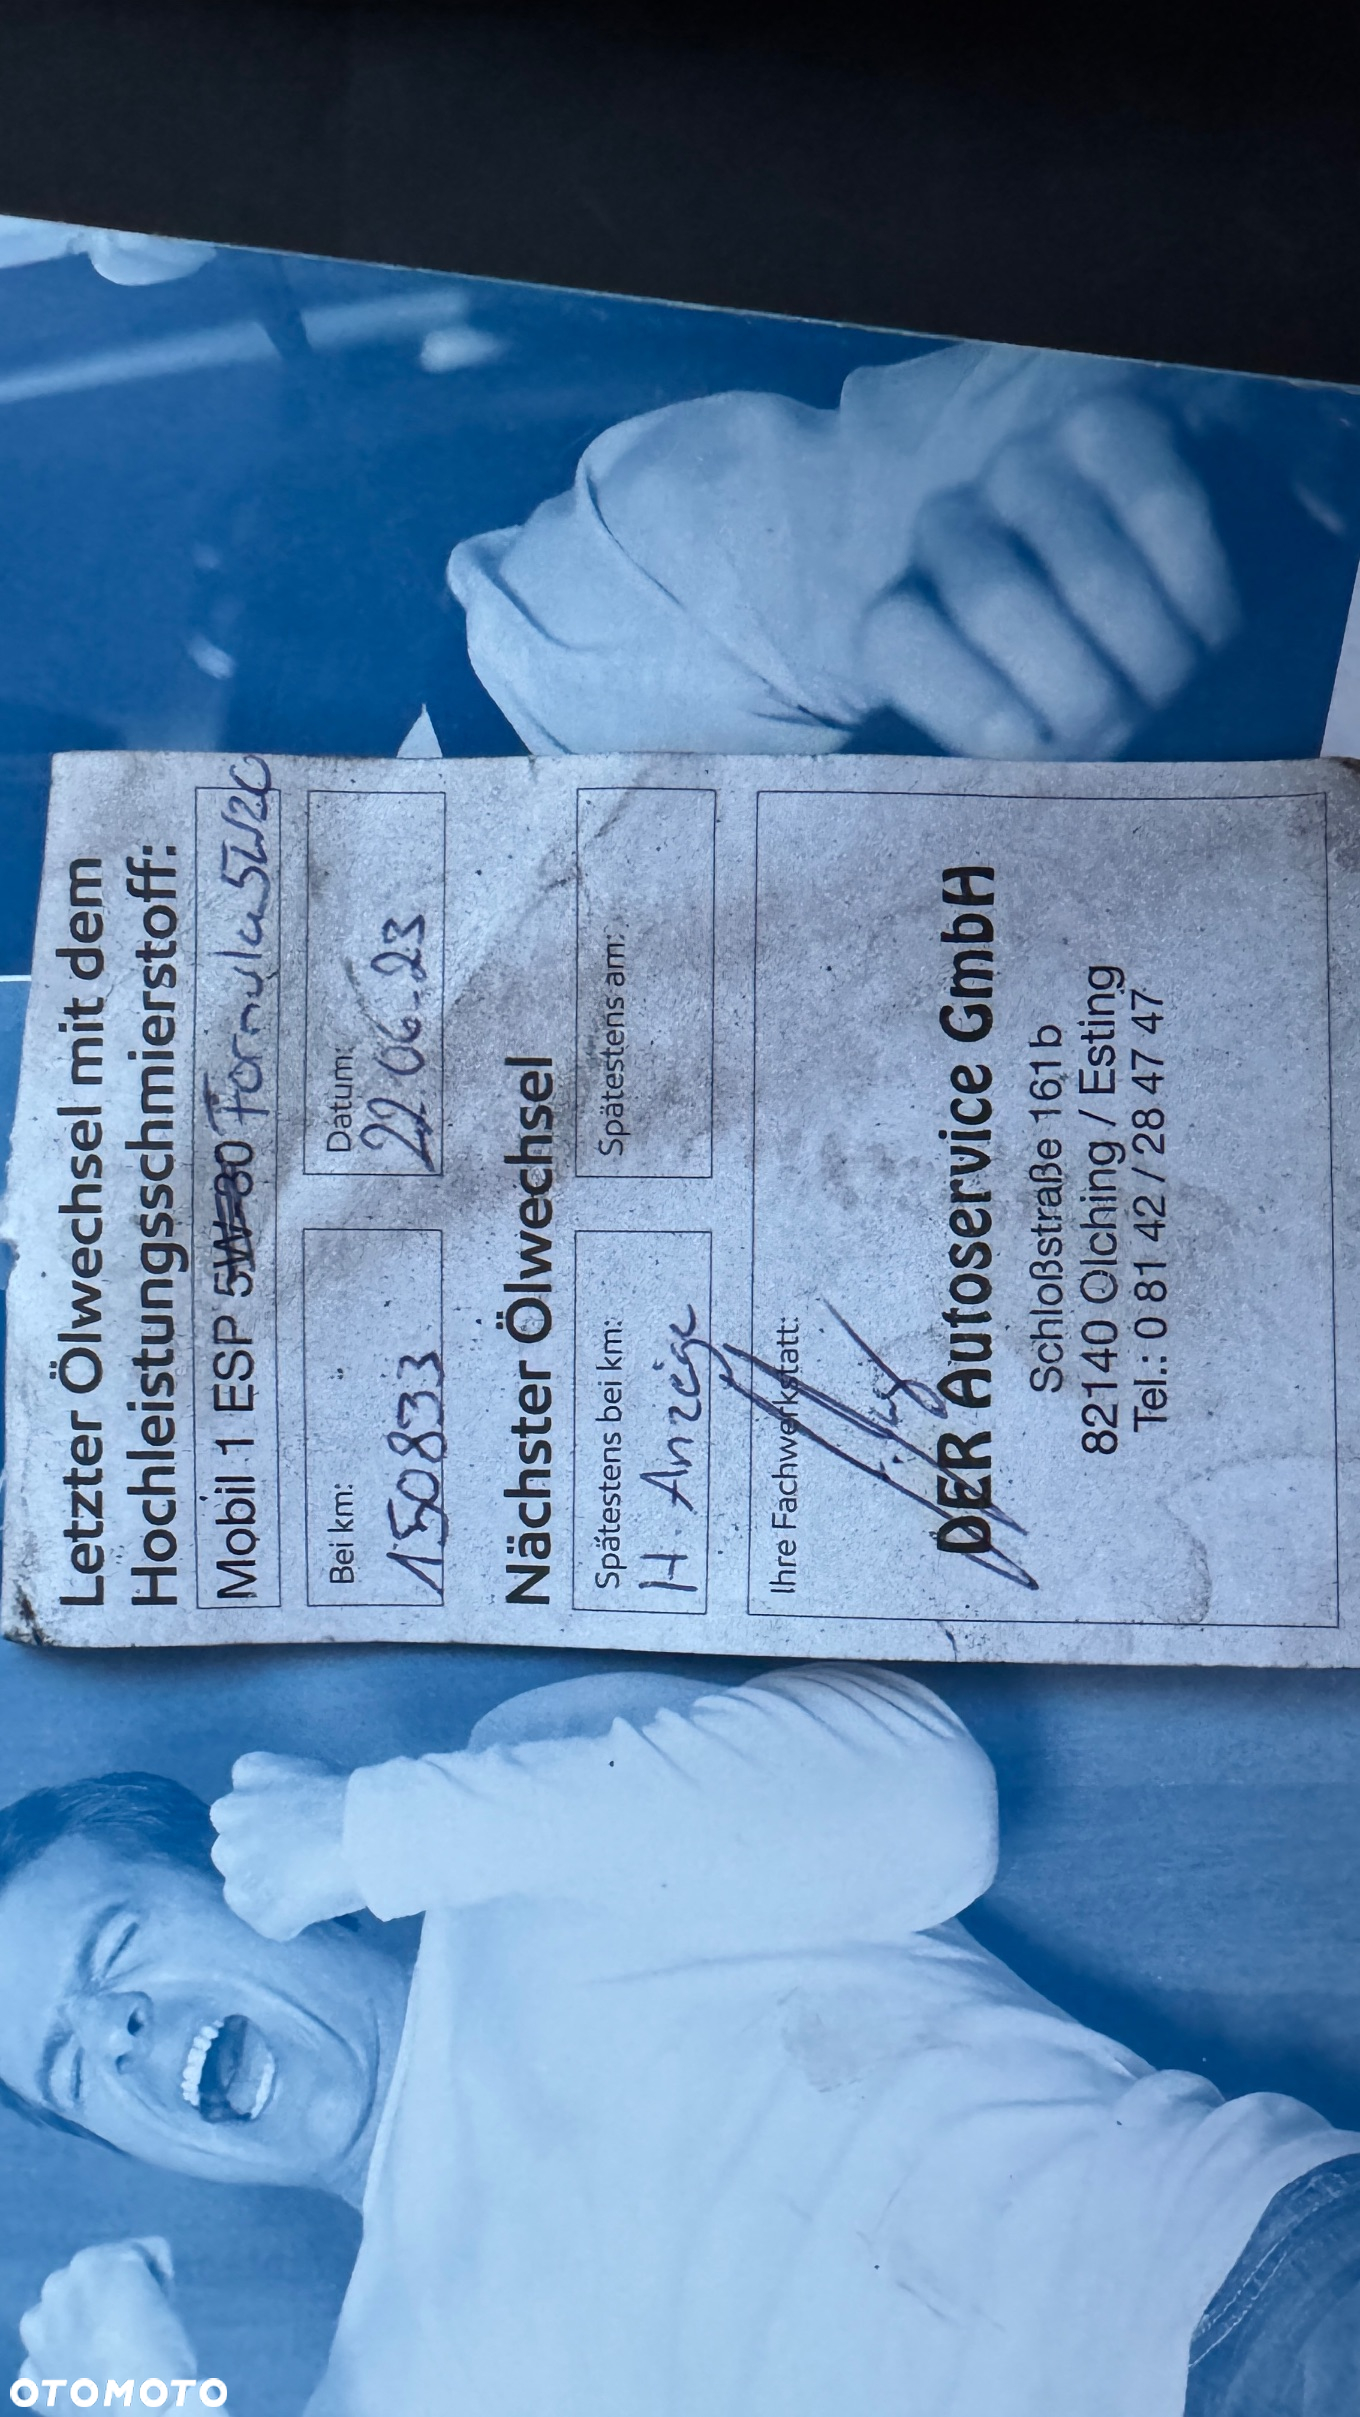 Letzter Ölwechsel mit dem
Hochleistungsschmierstoff:
Mobil 1 ESP 5W-30 Formula 5W20
Bei km: Datum:
150833 22.06.23
Nächster Ölwechsel
Spätestens bei km: Spätestens am:
H Anzeige
Ihre Fachwerkstatt:
DER Autoservice GmbH
Schloßstraße 161b
82140 Olching / Esting
Tel.: 0 81 42 / 28 47 47
OTOMOTO